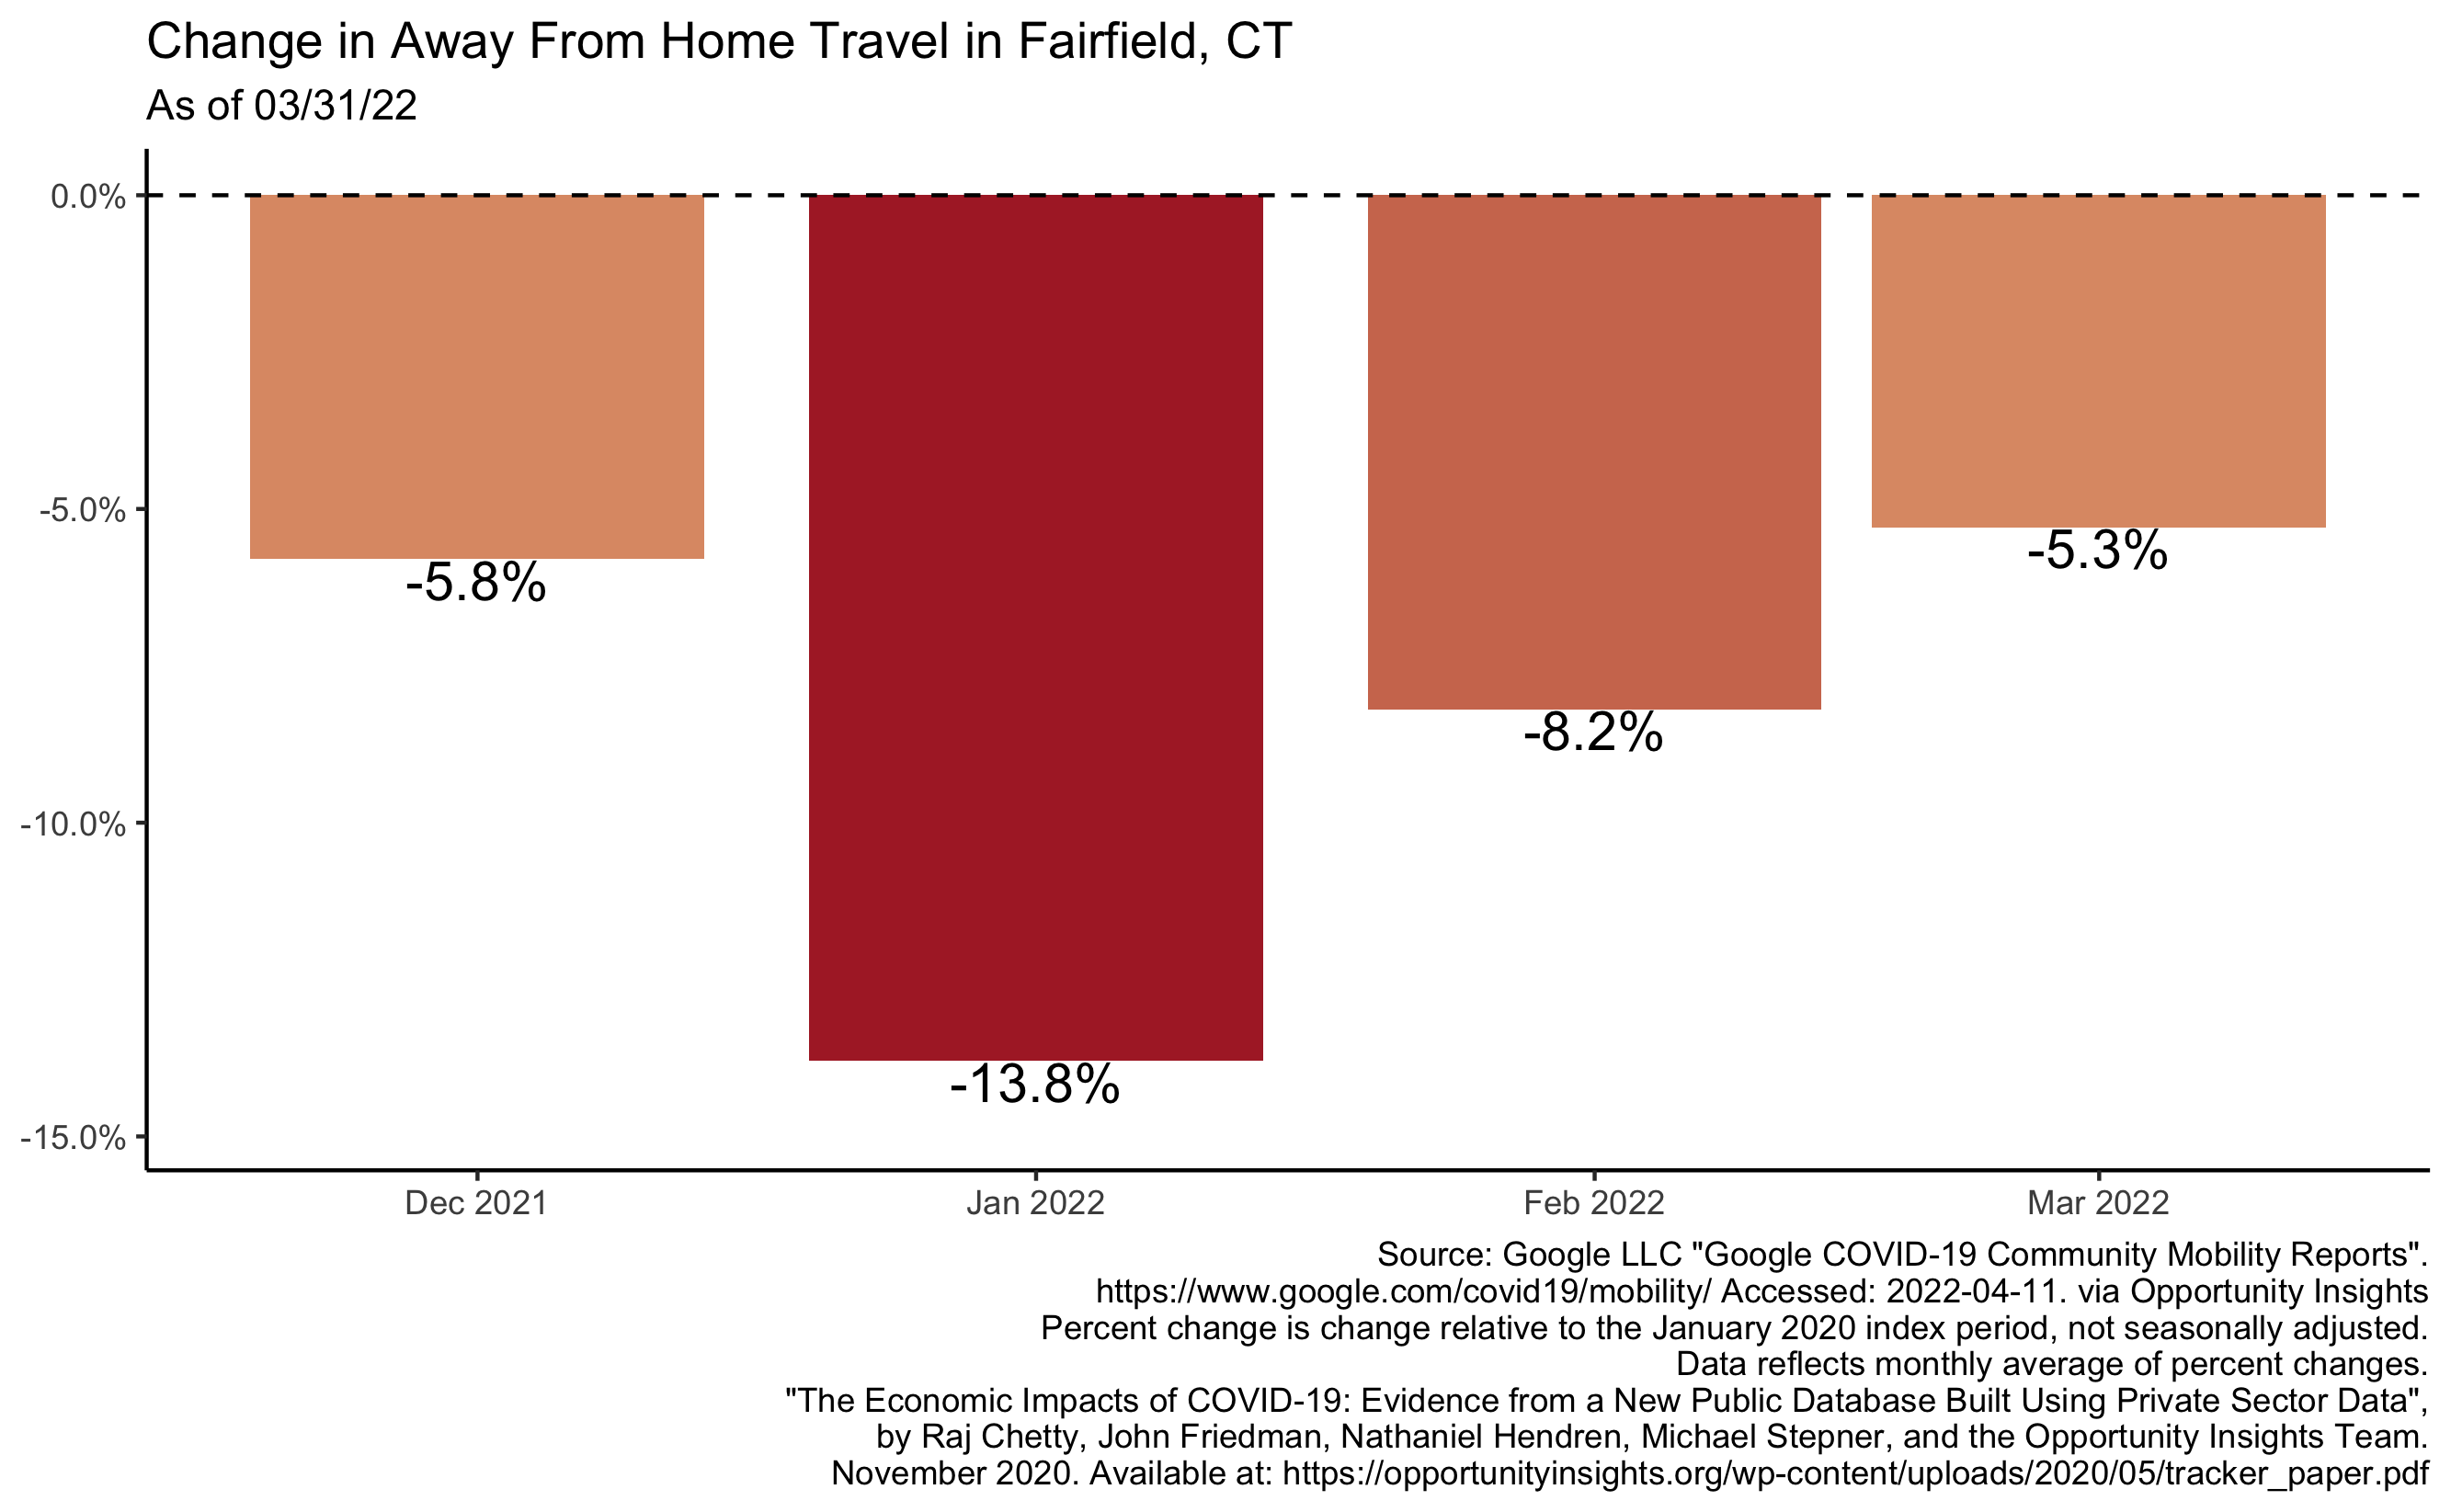 Change in Away From Home Travel in Fairfield, CT
As of 03/31/22
0.0%
-5.0%
-10.0%
-15.0%
-5.8%
-13.8%
-8.2%
-5.3%
Dec 2021
Jan 2022
Feb 2022
Mar 2022
Source: Google LLC "Google COVID-19 Community Mobility Reports".
https://www.google.com/covid19/mobility/ Accessed: 2022-04-11. via Opportunity Insights
Percent change is change relative to the January 2020 index period, not seasonally adjusted.
Data reflects monthly average of percent changes.
"The Economic Impacts of COVID-19: Evidence from a New Public Database Built Using Private Sector Data",
by Raj Chetty, John Friedman, Nathaniel Hendren, Michael Stepner, and the Opportunity Insights Team.
November 2020. Available at: https://opportunityinsights.org/wp-content/uploads/2020/05/tracker_paper.pdf